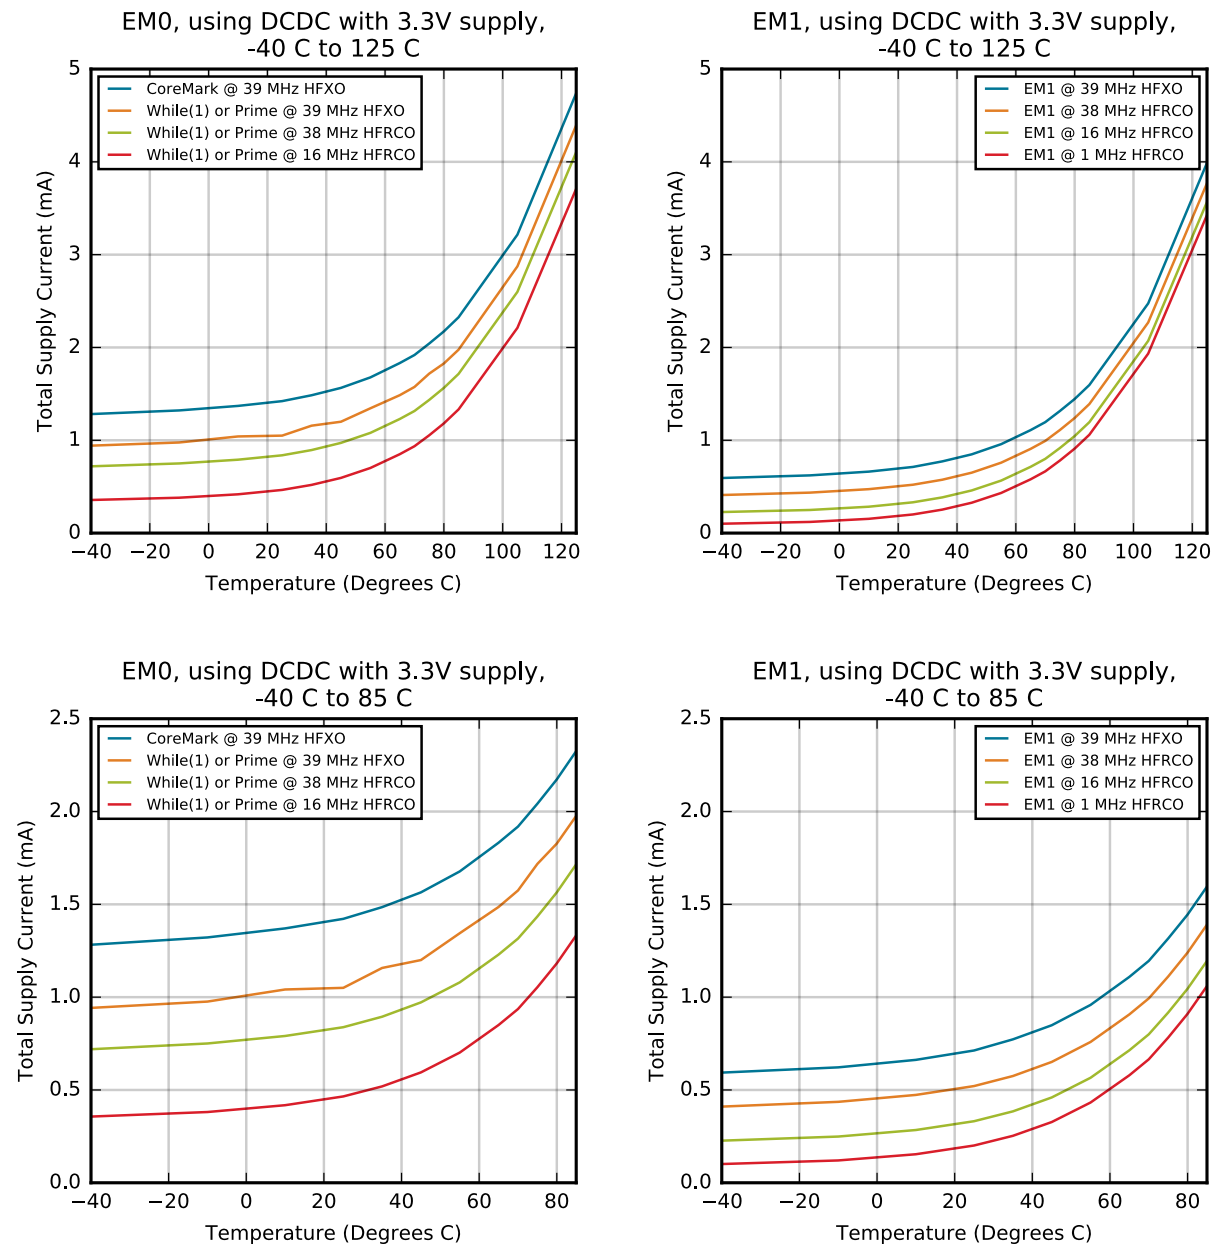 EM0, using DCDC with 3.3V supply,
-40 C to 125 C
5
4
3
2
1
0
Total Supply Current (mA)
CoreMark @ 39 MHz HFXO
While(1) or Prime @ 39 MHz HFXO
While(1) or Prime @ 38 MHz HFRCO
While(1) or Prime @ 16 MHz HFRCO
−40 −20 0 20 40 60 80 100 120
Temperature (Degrees C)
EM1, using DCDC with 3.3V supply,
-40 C to 125 C
5
4
3
2
1
0
Total Supply Current (mA)
EM1 @ 39 MHz HFXO
EM1 @ 38 MHz HFRCO
EM1 @ 16 MHz HFRCO
EM1 @ 1 MHz HFRCO
−40 −20 0 20 40 60 80 100 120
Temperature (Degrees C)
EM0, using DCDC with 3.3V supply,
-40 C to 85 C
2.5
2.0
1.5
1.0
0.5
0.0
Total Supply Current (mA)
CoreMark @ 39 MHz HFXO
While(1) or Prime @ 39 MHz HFXO
While(1) or Prime @ 38 MHz HFRCO
While(1) or Prime @ 16 MHz HFRCO
−40 −20 0 20 40 60 80
Temperature (Degrees C)
EM1, using DCDC with 3.3V supply,
-40 C to 85 C
2.5
2.0
1.5
1.0
0.5
0.0
Total Supply Current (mA)
EM1 @ 39 MHz HFXO
EM1 @ 38 MHz HFRCO
EM1 @ 16 MHz HFRCO
EM1 @ 1 MHz HFRCO
−40 −20 0 20 40 60 80
Temperature (Degrees C)